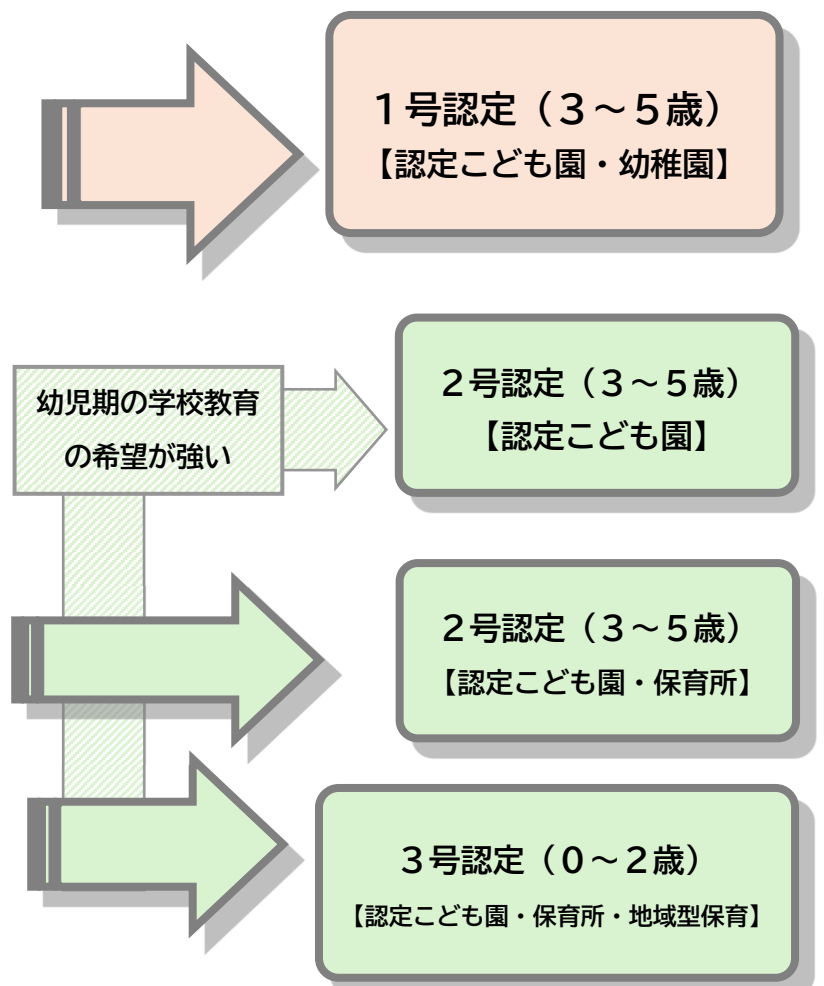 １号認定（３～５歳）
【認定こども園・幼稚園】
幼児期の学校教育
の希望が強い
２号認定（３～５歳）
【認定こども園】
２号認定（３～５歳）
【認定こども園・保育所】
３号認定（０～２歳）
【認定こども園・保育所・地域型保育】